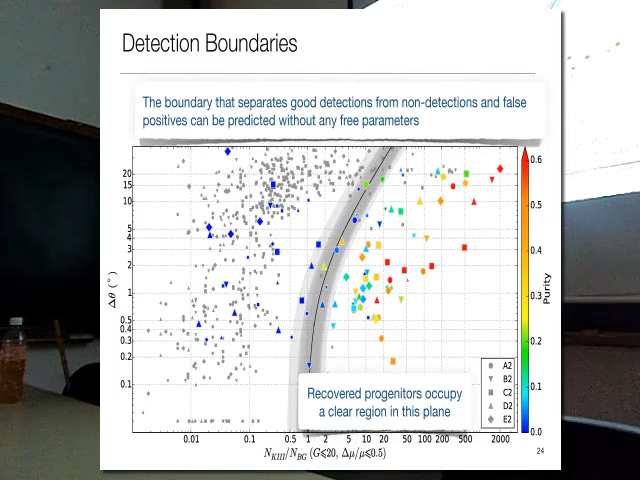 Detection Boundaries
The boundary that separates good detections from non-detections and false
positives can be predicted without any free parameters
20
15
10
5
4
3
2
1
0.5
0.4
0.3
0.2
0.1
Δθ (°)
0.6
0.5
0.4
0.3
0.2
0.1
0.0
Purity
A2
B2
C2
D2
E2
Recovered progenitors occupy
a clear region in this plane
0.01 0.1 0.5 1 2 5 10 20 50 100 200 500 2000
N_KIII/N_BG (G⩽20, Δμ/μ⩽0.5)
24